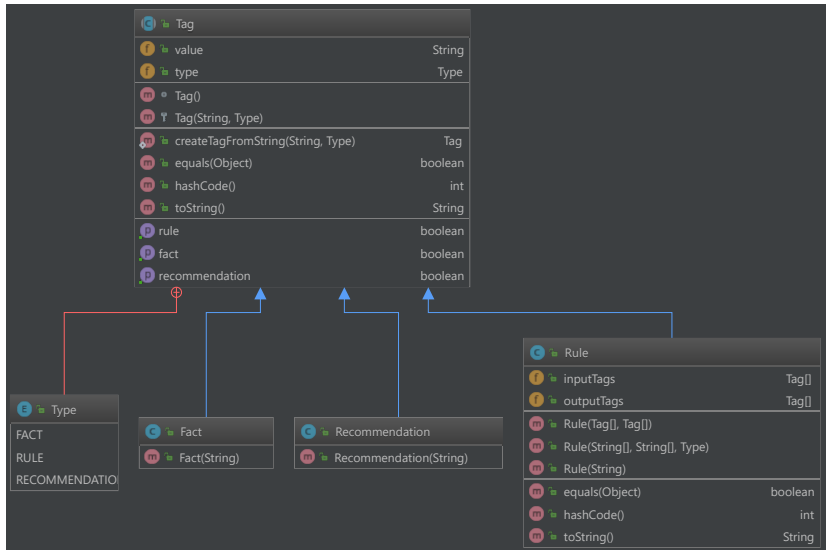 Tag
value String
type Type
Tag()
Tag(String, Type)
createTagFromString(String, Type) Tag
equals(Object) boolean
hashCode() int
toString() String
rule boolean
fact boolean
recommendation boolean
Type
FACT
RULE
RECOMMENDATIO
Fact
Fact(String)
Recommendation
Recommendation(String)
Rule
inputTags Tag[]
outputTags Tag[]
Rule(Tag[], Tag[])
Rule(String[], String[], Type)
Rule(String)
equals(Object) boolean
hashCode() int
toString() String